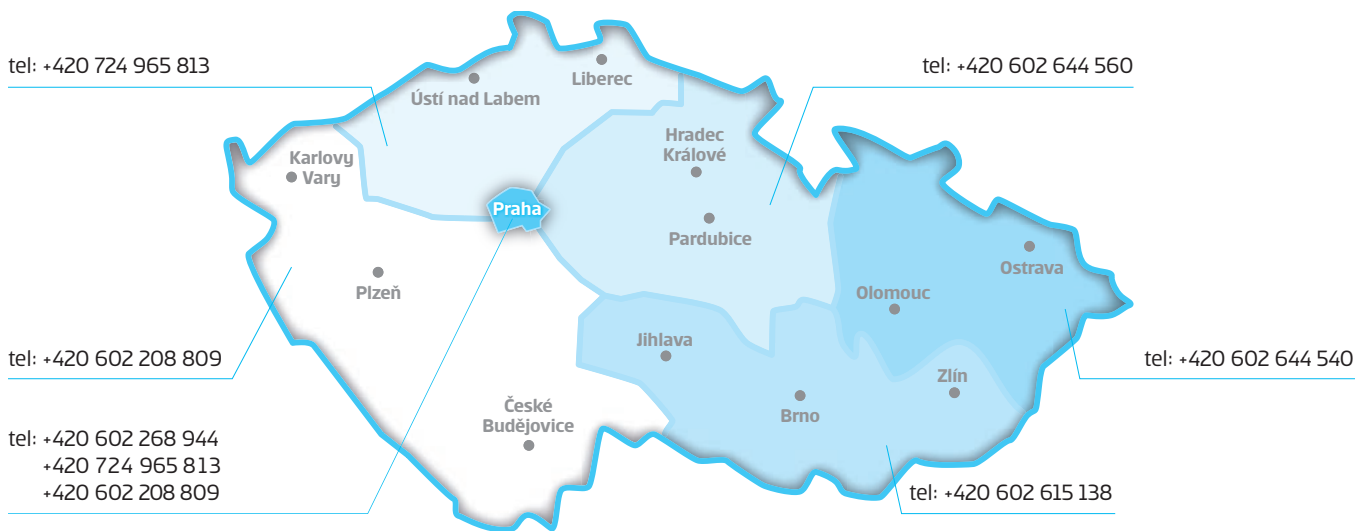 tel: +420 724 965 813
tel: +420 602 644 560
Liberec
Ústí nad Labem
Hradec
Králové
Karlovy
Vary
Praha
Pardubice
Ostrava
Plzeň
Olomouc
Jihlava
tel: +420 602 208 809
tel: +420 602 644 540
Zlín
České
Budějovice
Brno
tel: +420 602 268 944
+420 724 965 813
+420 602 208 809
tel: +420 602 615 138